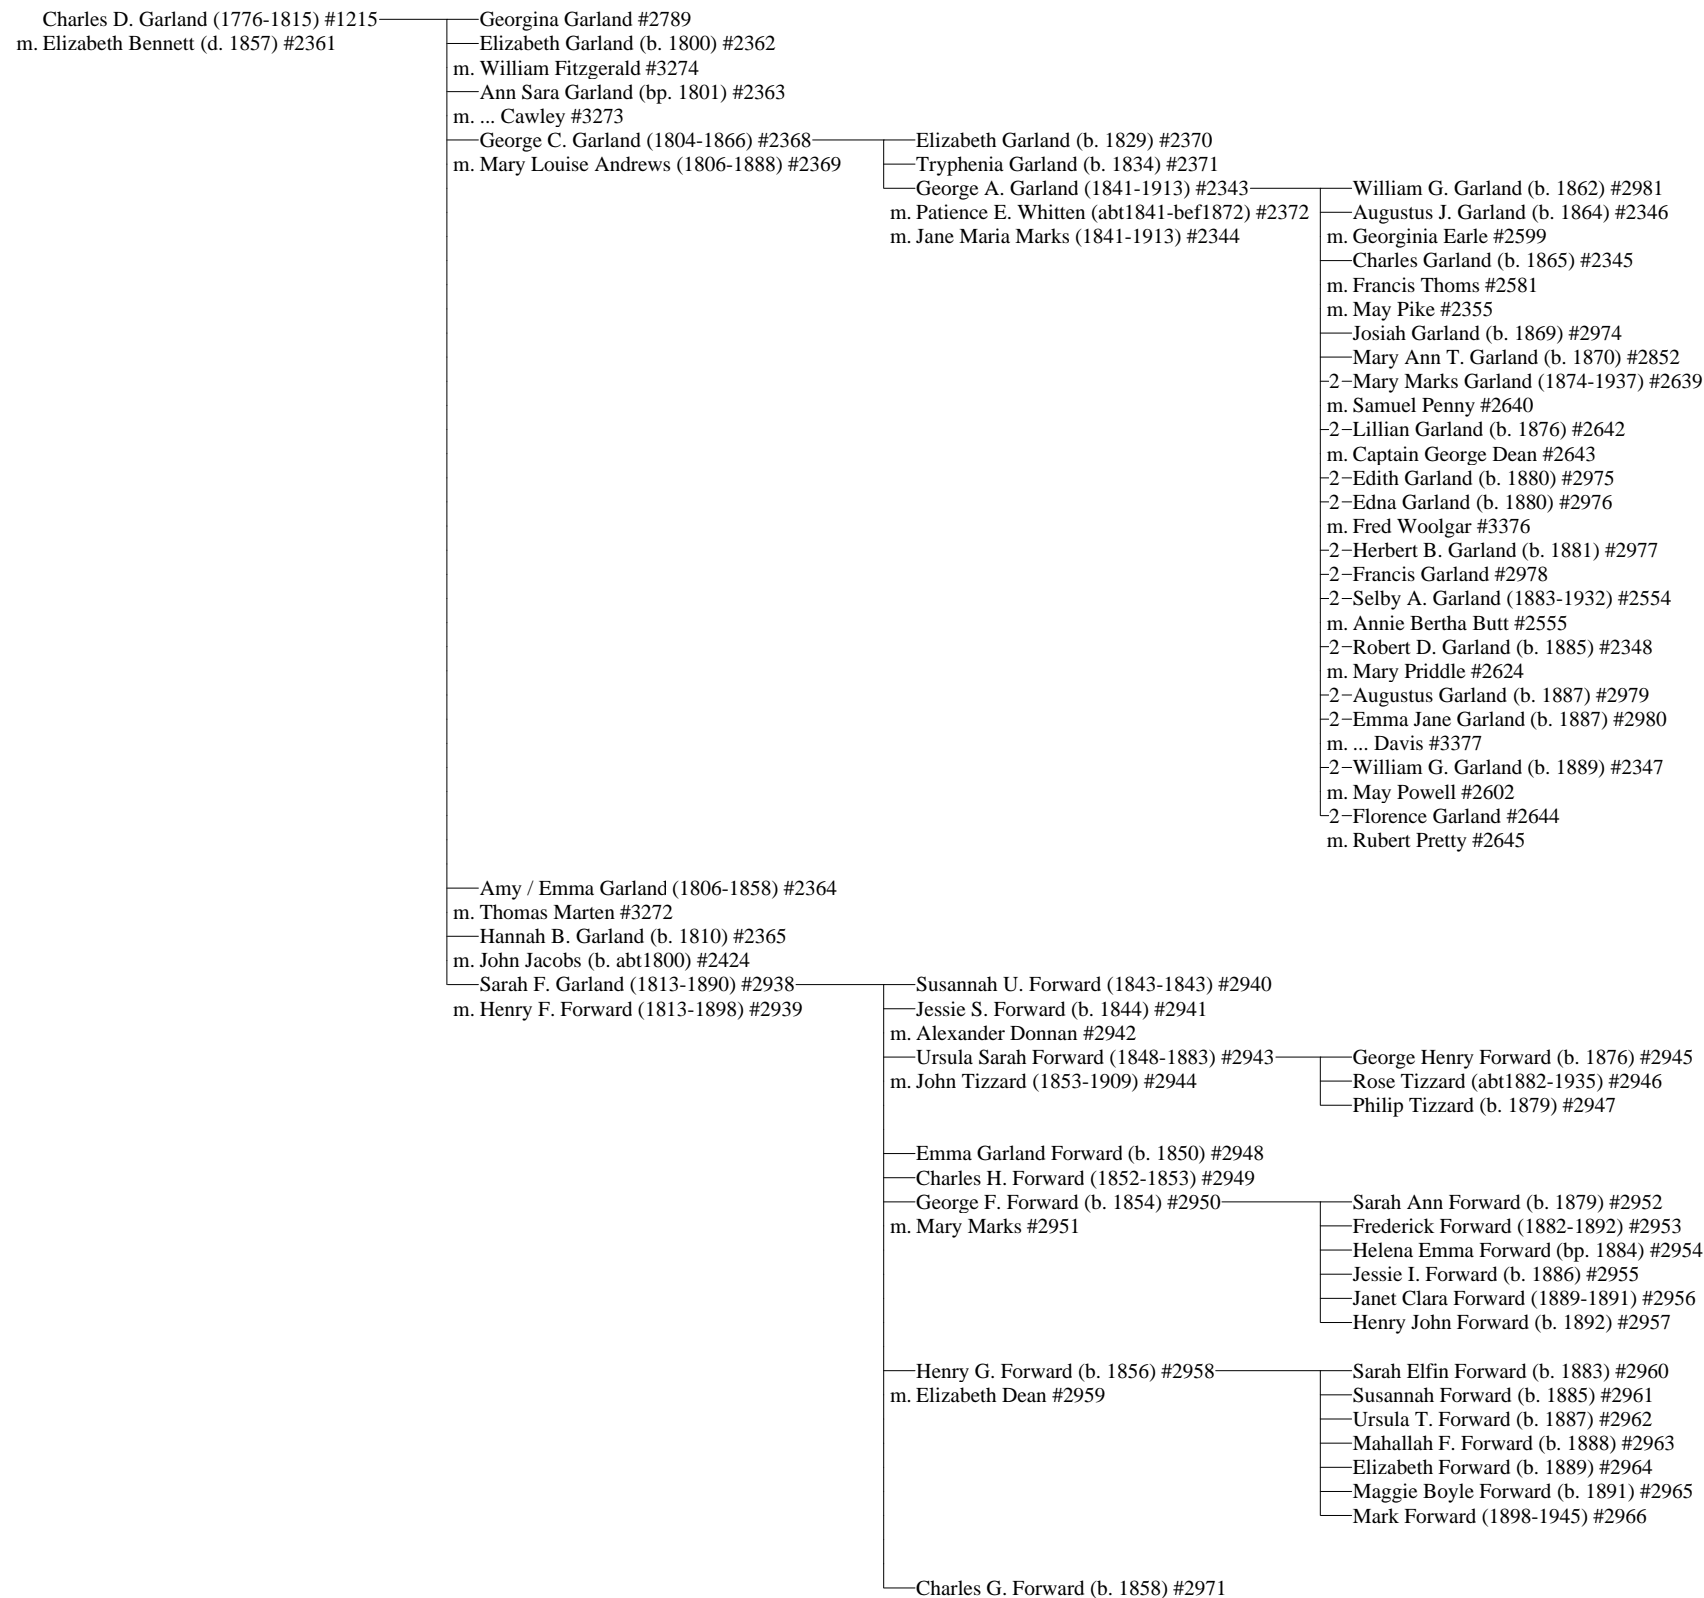 Charles D. Garland (1776-1815) #1215
m. Elizabeth Bennett (d. 1857) #2361
Georgina Garland #2789
Elizabeth Garland (b. 1800) #2362
m. William Fitzgerald #3274
Ann Sara Garland (bp. 1801) #2363
m. ... Cawley #3273
George C. Garland (1804-1866) #2368
m. Mary Louise Andrews (1806-1888) #2369
Elizabeth Garland (b. 1829) #2370
Tryphenia Garland (b. 1834) #2371
George A. Garland (1841-1913) #2343
m. Patience E. Whitten (abt1841-bef1872) #2372
m. Jane Maria Marks (1841-1913) #2344
William G. Garland (b. 1862) #2981
Augustus J. Garland (b. 1864) #2346
m. Georginia Earle #2599
Charles Garland (b. 1865) #2345
m. Francis Thoms #2581
m. May Pike #2355
Josiah Garland (b. 1869) #2974
Mary Ann T. Garland (b. 1870) #2852
2 Mary Marks Garland (1874-1937) #2639
m. Samuel Penny #2640
2 Lillian Garland (b. 1876) #2642
m. Captain George Dean #2643
2 Edith Garland (b. 1880) #2975
2 Edna Garland (b. 1880) #2976
m. Fred Woolgar #3376
2 Herbert B. Garland (b. 1881) #2977
2 Francis Garland #2978
2 Selby A. Garland (1883-1932) #2554
m. Annie Bertha Butt #2555
2 Robert D. Garland (b. 1885) #2348
m. Mary Priddle #2624
2 Augustus Garland (b. 1887) #2979
2 Emma Jane Garland (b. 1887) #2980
m. ... Davis #3377
2 William G. Garland (b. 1889) #2347
m. May Powell #2602
2 Florence Garland #2644
m. Rubert Pretty #2645
Amy / Emma Garland (1806-1858) #2364
m. Thomas Marten #3272
Hannah B. Garland (b. 1810) #2365
m. John Jacobs (b. abt1800) #2424
Sarah F. Garland (1813-1890) #2938
m. Henry F. Forward (1813-1898) #2939
Susannah U. Forward (1843-1843) #2940
Jessie S. Forward (b. 1844) #2941
m. Alexander Donnan #2942
Ursula Sarah Forward (1848-1883) #2943
m. John Tizzard (1853-1909) #2944
George Henry Forward (b. 1876) #2945
Rose Tizzard (abt1882-1935) #2946
Philip Tizzard (b. 1879) #2947
Emma Garland Forward (b. 1850) #2948
Charles H. Forward (1852-1853) #2949
George F. Forward (b. 1854) #2950
m. Mary Marks #2951
Sarah Ann Forward (b. 1879) #2952
Frederick Forward (1882-1892) #2953
Helena Emma Forward (bp. 1884) #2954
Jessie I. Forward (b. 1886) #2955
Janet Clara Forward (1889-1891) #2956
Henry John Forward (b. 1892) #2957
Henry G. Forward (b. 1856) #2958
m. Elizabeth Dean #2959
Sarah Elfin Forward (b. 1883) #2960
Susannah Forward (b. 1885) #2961
Ursula T. Forward (b. 1887) #2962
Mahallah F. Forward (b. 1888) #2963
Elizabeth Forward (b. 1889) #2964
Maggie Boyle Forward (b. 1891) #2965
Mark Forward (1898-1945) #2966
Charles G. Forward (b. 1858) #2971